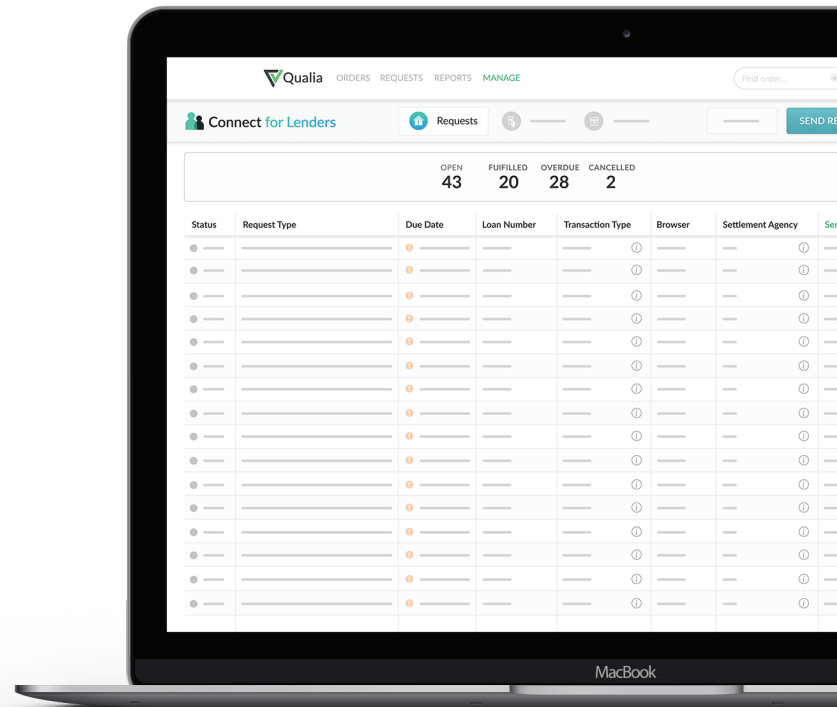 Qualia ORDERS REQUESTS REPORTS MANAGE Find order...
Connect for Lenders Requests SEND RE
OPEN FUIFILLED OVERDUE CANCELLED
43 20 28 2
Status Request Type Due Date Loan Number Transaction Type Browser Settlement Agency Ser
MacBook